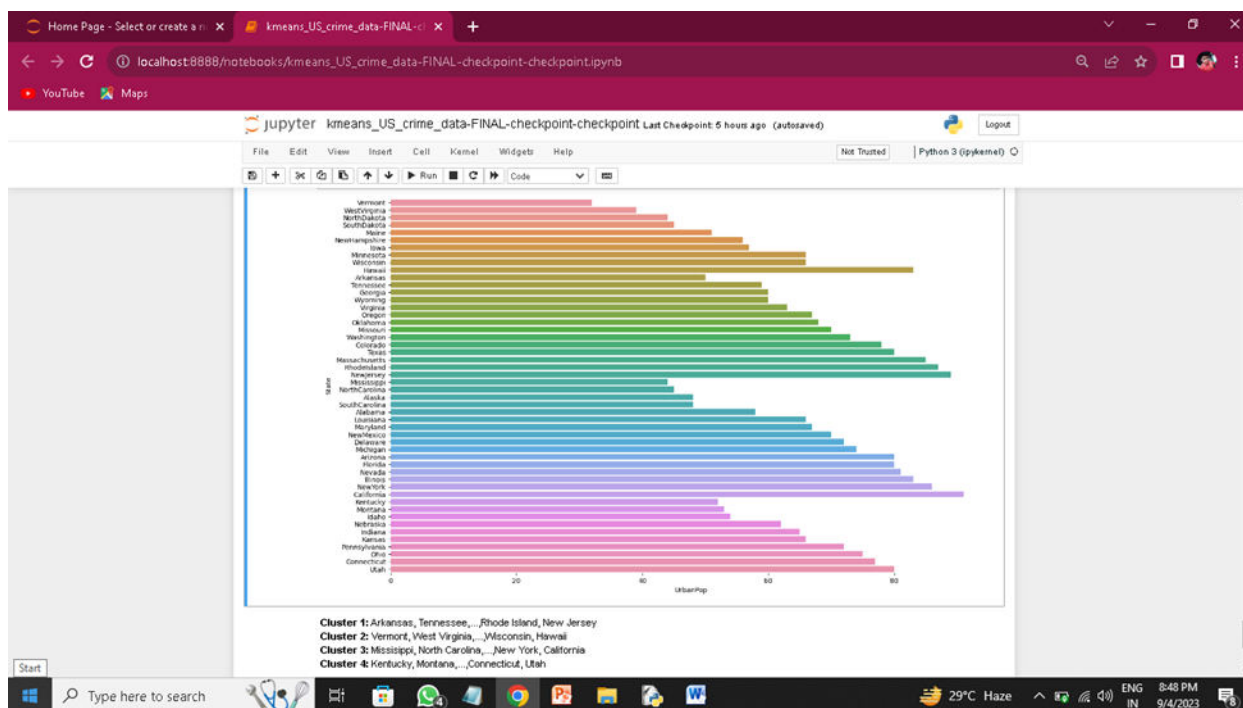 Home Page - Select or create a n
kmeans_US_crime_data-FINAL-c
localhost:8888/notebooks/kmeans_US_crime_data-FINAL-checkpoint-checkpoint.ipynb
YouTube Maps
jupyter kmeans_US_crime_data-FINAL-checkpoint-checkpoint Last Checkpoint: 5 hours ago (autosaved) Logout
File Edit View Insert Cell Kernel Widgets Help Not Trusted Python 3 (ipykernel)
Run Code
Vermont
WestVirginia
NorthDakota
SouthDakota
Maine
NewHampshire
Iowa
Minnesota
Wisconsin
Hawaii
Arkansas
Tennessee
Georgia
Wyoming
Virginia
Oregon
Oklahoma
Missouri
Washington
Colorado
Texas
Massachusetts
RhodeIsland
NewJersey
State
Mississippi
NorthCarolina
Alaska
SouthCarolina
Alabama
Louisiana
Maryland
NewMexico
Delaware
Michigan
Arizona
Florida
Nevada
Illinois
NewYork
California
Kentucky
Montana
Idaho
Nebraska
Indiana
Kansas
Pennsylvania
Ohio
Connecticut
Utah
0 20 40 60 80
UrbanPop
Cluster 1: Arkansas, Tennessee,...,Rhode Island, New Jersey
Cluster 2: Vermont, West Virginia,...,Wisconsin, Hawaii
Cluster 3: Missisippi, North Carolina,...,New York, California
Cluster 4: Kentucky, Montana,...,Connecticut, Utah
Start
Type here to search
29°C Haze
ENG
IN
8:48 PM
9/4/2023